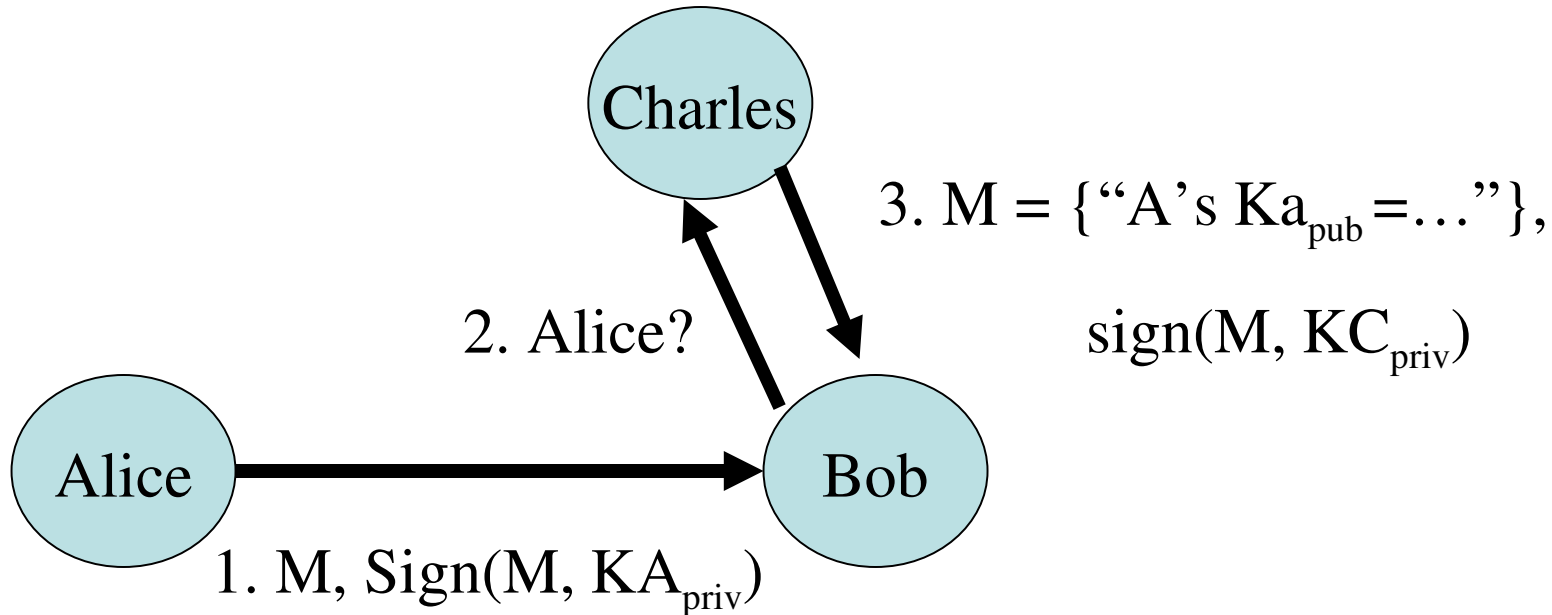 Charles
3. M = {“A’s Ka_pub =…”},
2. Alice?
sign(M, KC_priv)
Alice
Bob
1. M, Sign(M, KA_priv)